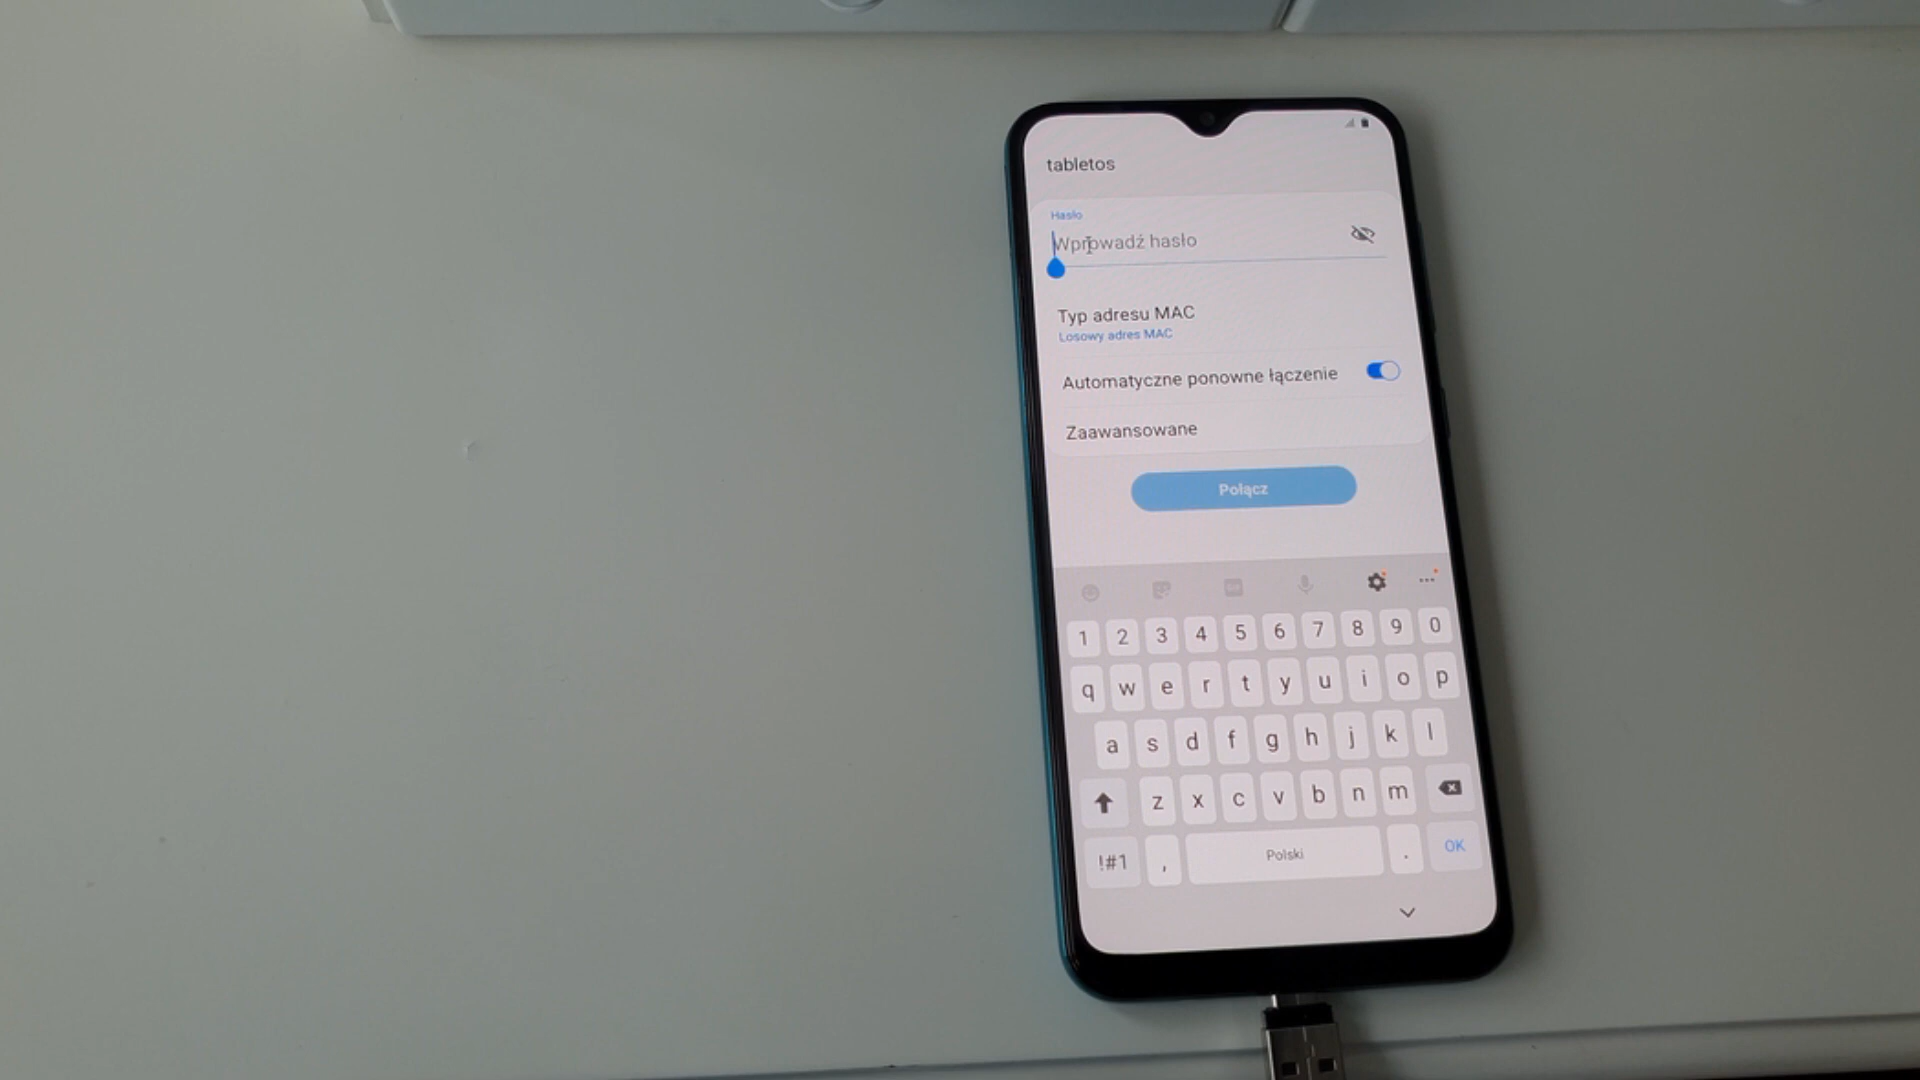 tabletos
Hasło
Wprowadź hasło
Typ adresu MAC
Losowy adres MAC
Automatyczne ponowne łączenie
Zaawansowane
Połącz
1 2 3 4 5 6 7 8 9 0
q w e r t y u i o p
a s d f g h j k l
z x c v b n m
!#1 , Polski . OK